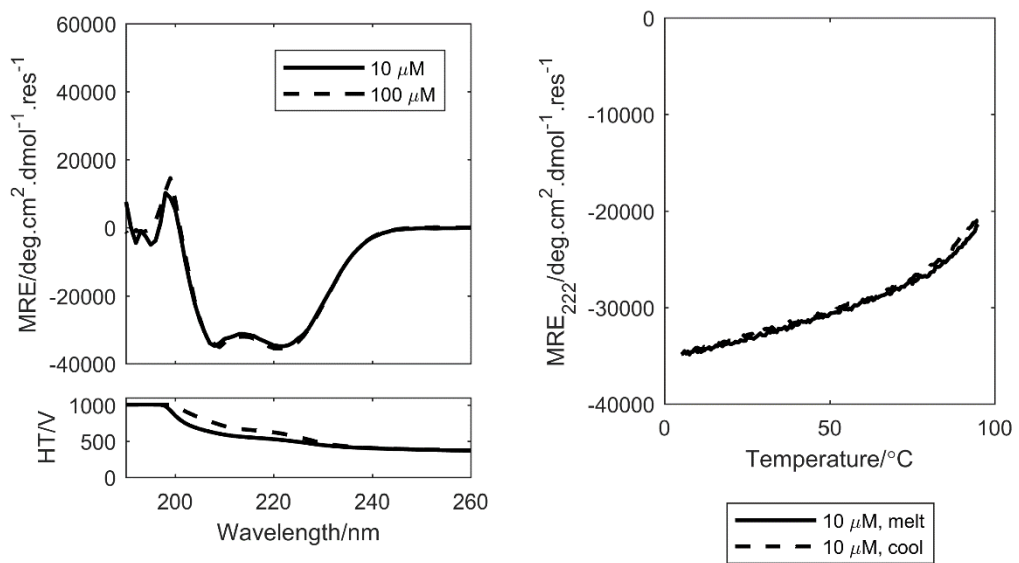 60000
40000
20000
0
-20000
-40000
MRE/deg.cm².dmol⁻¹.res⁻¹
10 μM
100 μM
1000
500
0
HT/V
200 220 240 260
Wavelength/nm
0
-10000
-20000
-30000
-40000
MRE₂₂₂/deg.cm².dmol⁻¹.res⁻¹
0 50 100
Temperature/°C
10 μM, melt
10 μM, cool